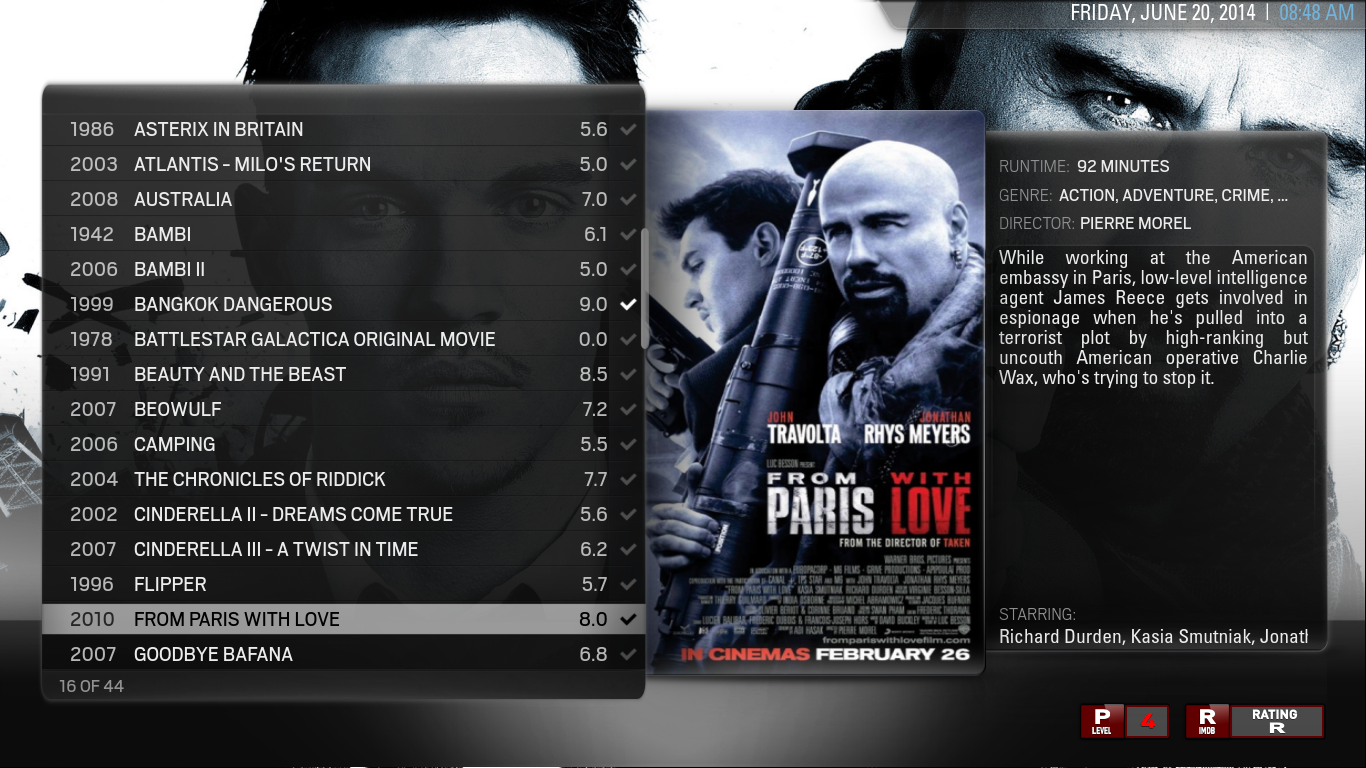 FRIDAY, JUNE 20, 2014 | 08:48 AM
1986 ASTERIX IN BRITAIN 5.6
2003 ATLANTIS - MILO'S RETURN 5.0
2008 AUSTRALIA 7.0
1942 BAMBI 6.1
2006 BAMBI II 5.0
1999 BANGKOK DANGEROUS 9.0
1978 BATTLESTAR GALACTICA ORIGINAL MOVIE 0.0
1991 BEAUTY AND THE BEAST 8.5
2007 BEOWULF 7.2
2006 CAMPING 5.5
2004 THE CHRONICLES OF RIDDICK 7.7
2002 CINDERELLA II - DREAMS COME TRUE 5.6
2007 CINDERELLA III - A TWIST IN TIME 6.2
1996 FLIPPER 5.7
2010 FROM PARIS WITH LOVE 8.0
2007 GOODBYE BAFANA 6.8
16 OF 44
JOHN JONATHAN
TRAVOLTA RHYS MEYERS
LUC BESSON PRESENTS
FROM WITH
PARIS LOVE
FROM THE DIRECTOR OF TAKEN
WARNER BROS. PICTURES PRESENTS
frompariswithlovefilm.com
IN CINEMAS FEBRUARY 26
RUNTIME: 92 MINUTES
GENRE: ACTION, ADVENTURE, CRIME, ...
DIRECTOR: PIERRE MOREL
While working at the American
embassy in Paris, low-level intelligence
agent James Reece gets involved in
espionage when he's pulled into a
terrorist plot by high-ranking but
uncouth American operative Charlie
Wax, who's trying to stop it.
STARRING:
Richard Durden, Kasia Smutniak, Jonatl
P LEVEL 4
R IMDB RATING R